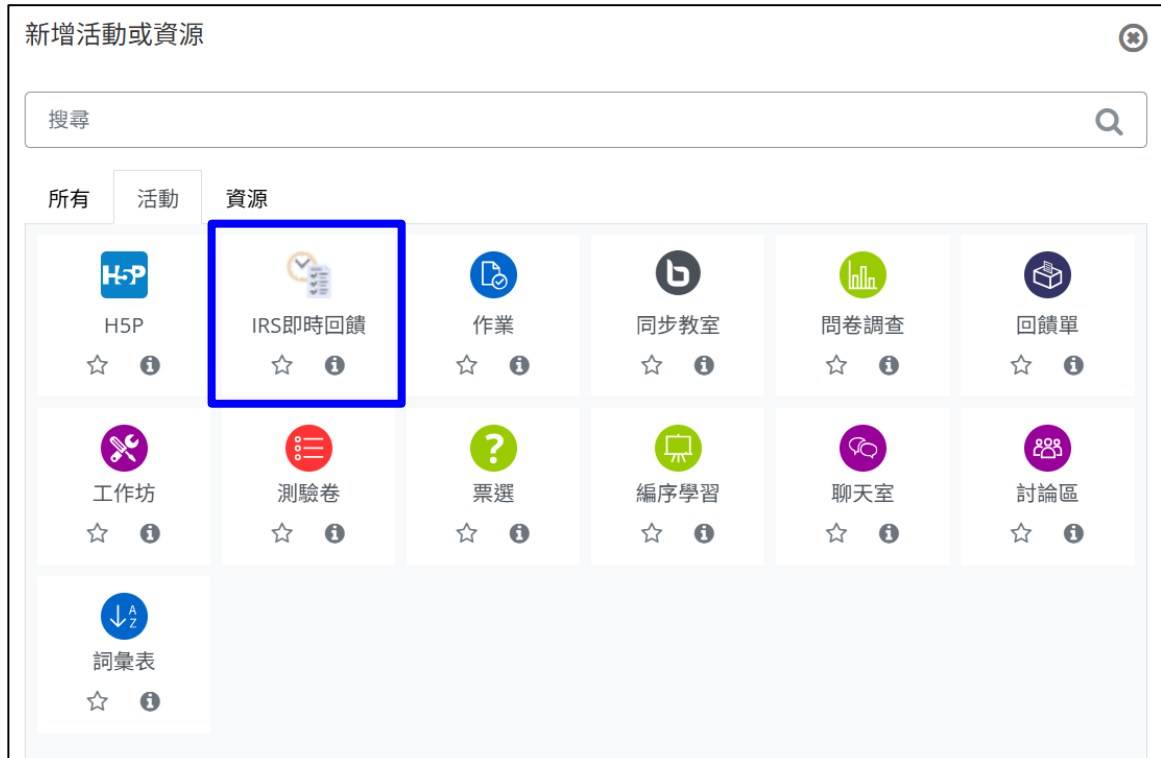 新增活動或資源
搜尋
所有 活動 資源
H5P
H5P IRS即時回饋 作業 同步教室 問卷調查 回饋單
工作坊 測驗卷 票選 編序學習 聊天室 討論區
A
Z
詞彙表